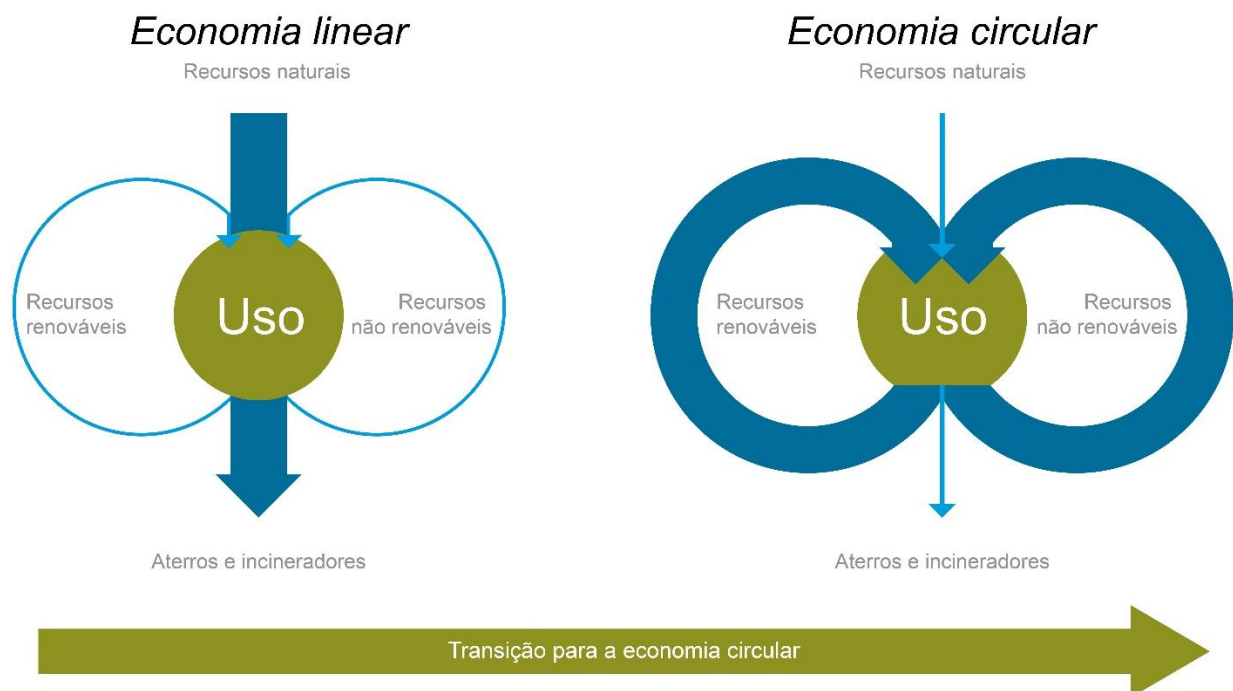 Economia linear
Recursos naturais
Recursos
renováveis
Uso
Recursos
não renováveis
Aterros e incineradores
Economia circular
Recursos naturais
Recursos
renováveis
Uso
Recursos
não renováveis
Aterros e incineradores
Transição para a economia circular